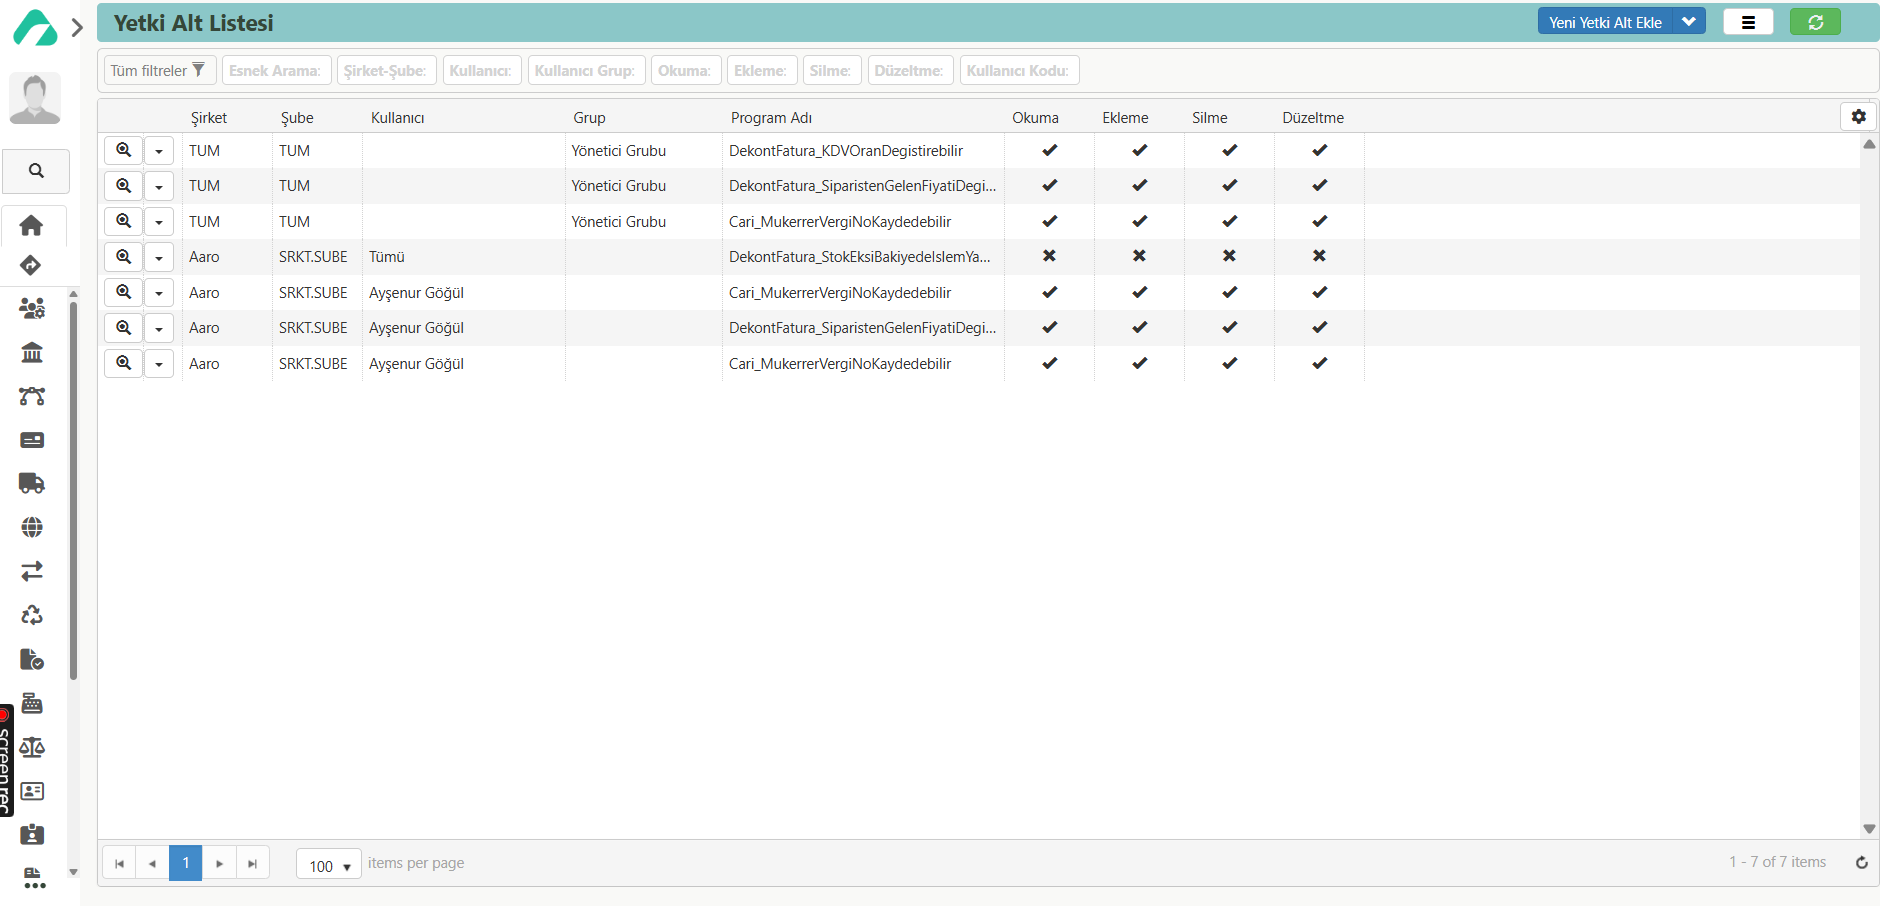 Yetki Alt Listesi
Yeni Yetki Alt Ekle
Tüm filtreler Esnek Arama: Şirket-Şube: Kullanıcı: Kullanıcı Grup: Okuma: Ekleme: Silme: Düzeltme: Kullanıcı Kodu:
Şirket Şube Kullanıcı Grup Program Adı Okuma Ekleme Silme Düzeltme
TUM TUM Yönetici Grubu DekontFatura_KDVOranDegistirebilir
TUM TUM Yönetici Grubu DekontFatura_SiparistenGelenFiyatiDegi...
TUM TUM Yönetici Grubu Cari_MukerrerVergiNoKaydedebilir
Aaro SRKT.SUBE Tümü DekontFatura_StokEksiBakiyedeIslemYa...
Aaro SRKT.SUBE Ayşenur Göğül Cari_MukerrerVergiNoKaydedebilir
Aaro SRKT.SUBE Ayşenur Göğül DekontFatura_SiparistenGelenFiyatiDegi...
Aaro SRKT.SUBE Ayşenur Göğül Cari_MukerrerVergiNoKaydedebilir
screen.rec
1 100 items per page 1 - 7 of 7 items